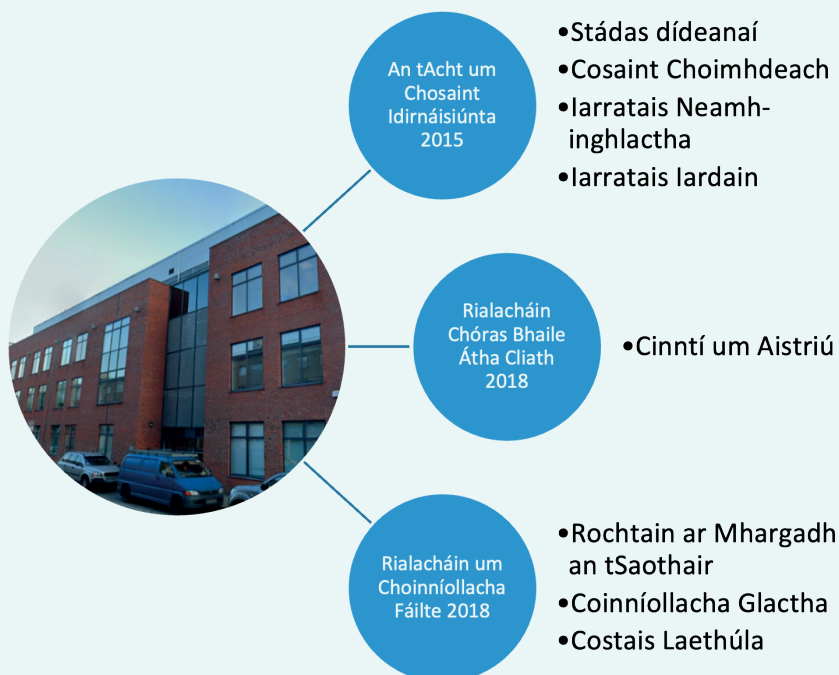 An tAcht um
Chosaint
Idirnáisiúnta
2015
•Stádas dídeanaí
•Cosaint Choimhdeach
•Iarratais Neamh-
inghlactha
•Iarratais Iardain
Rialacháin
Chóras Bhaile
Átha Cliath
2018
•Cinntí um Aistriú
Rialacháin um
Choinníollacha
Fáilte 2018
•Rochtain ar Mhargadh
an tSaothair
•Coinníollacha Glactha
•Costais Laethúla